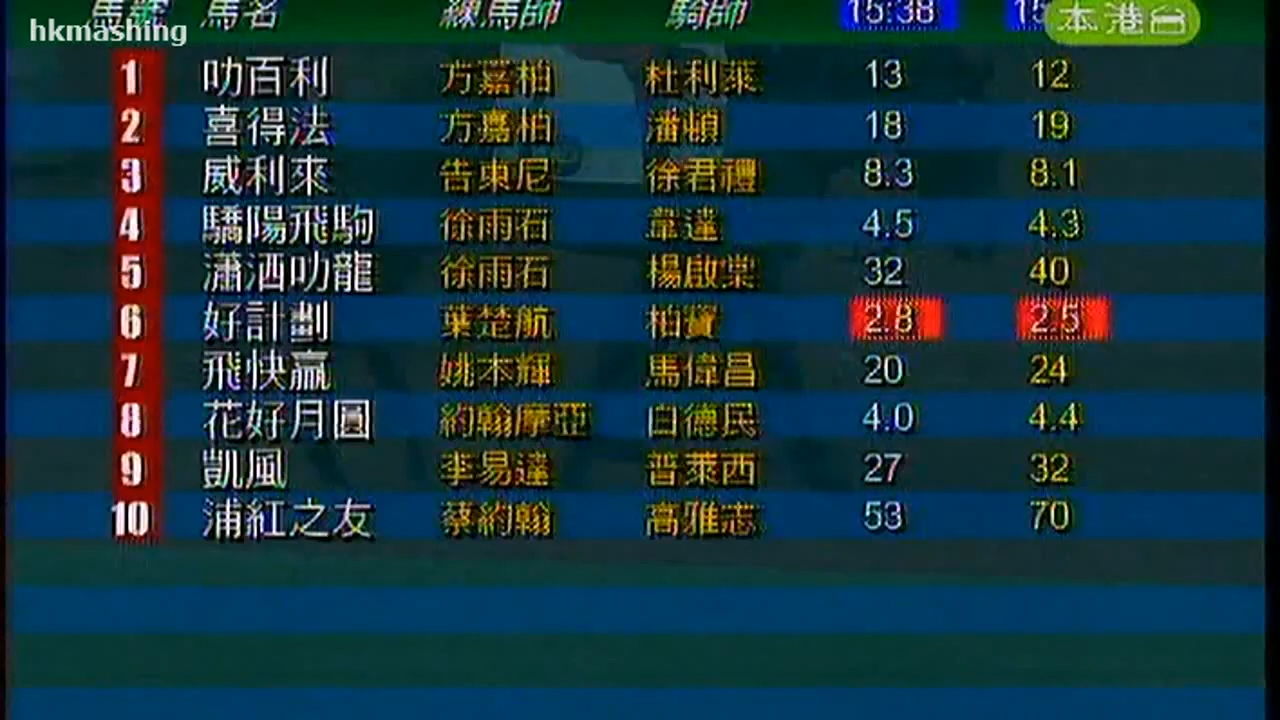 hkmashing
馬號 馬名 練馬師 騎師 15:38 15 本港台
1 叻百利 方嘉柏 杜利萊 13 12
2 喜得法 方嘉柏 潘頓 18 19
3 威利來 告東尼 徐君禮 8.3 8.1
4 驕陽飛駒 徐雨石 韋達 4.5 4.3
5 瀟洒叻龍 徐雨石 楊啟棠 32 40
6 好計劃 葉楚航 柏寶 2.8 2.5
7 飛快贏 姚本輝 馬偉昌 20 24
8 花好月圓 約翰摩亞 白德民 4.0 4.4
9 凱風 李易達 普萊西 27 32
10 浦紅之友 蔡約翰 高雅志 53 70